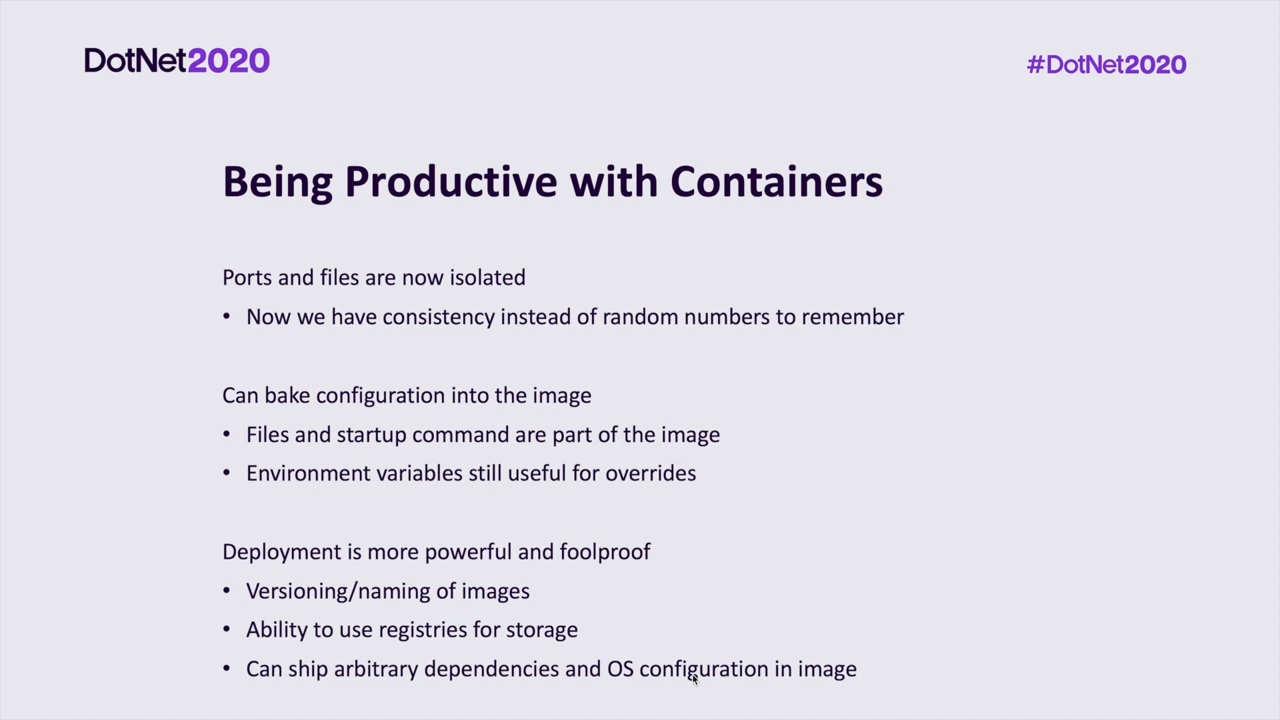 DotNet2020
#DotNet2020
Being Productive with Containers
Ports and files are now isolated
• Now we have consistency instead of random numbers to remember
Can bake configuration into the image
• Files and startup command are part of the image
• Environment variables still useful for overrides
Deployment is more powerful and foolproof
• Versioning/naming of images
• Ability to use registries for storage
• Can ship arbitrary dependencies and OS configuration in image